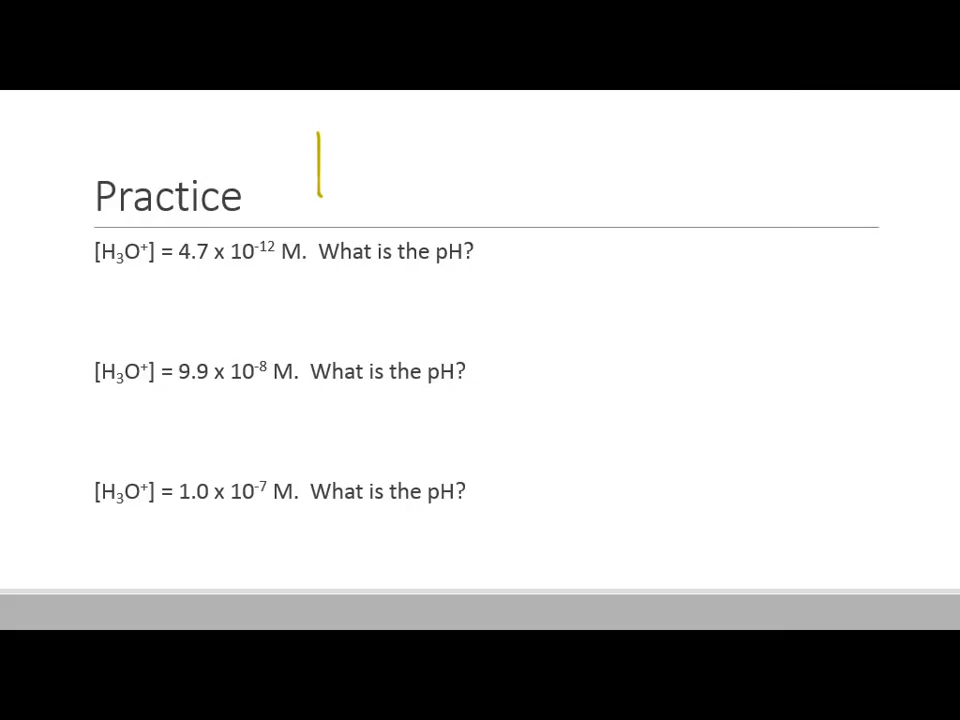 Practice
[H₃O⁺] = 4.7 x 10⁻¹² M.  What is the pH?
[H₃O⁺] = 9.9 x 10⁻⁸ M.  What is the pH?
[H₃O⁺] = 1.0 x 10⁻⁷ M.  What is the pH?